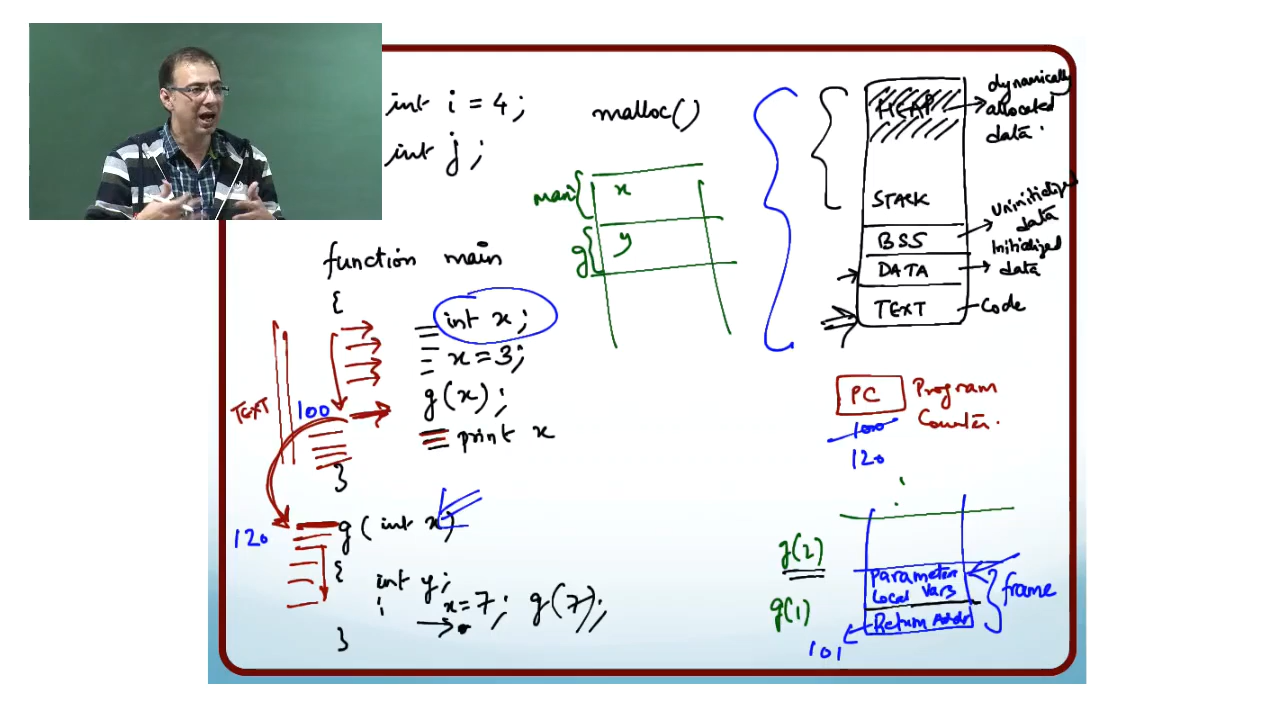 int i = 4;
int j;
malloc()
HEAP
dynamically
allocated
data.
STACK
BSS
Uninitialized
data
DATA
Initialized
data
TEXT
Code
main
x
g
y
function main
{
int x;
x = 3;
g(x);
print x
}
TEXT
100
120
g(int x)
{
int y;
x = 7; g(7);
}
PC
Program
Counter.
100
120
g(2)
g(1)
Parameters
Local Vars
Return Addr
frame
101